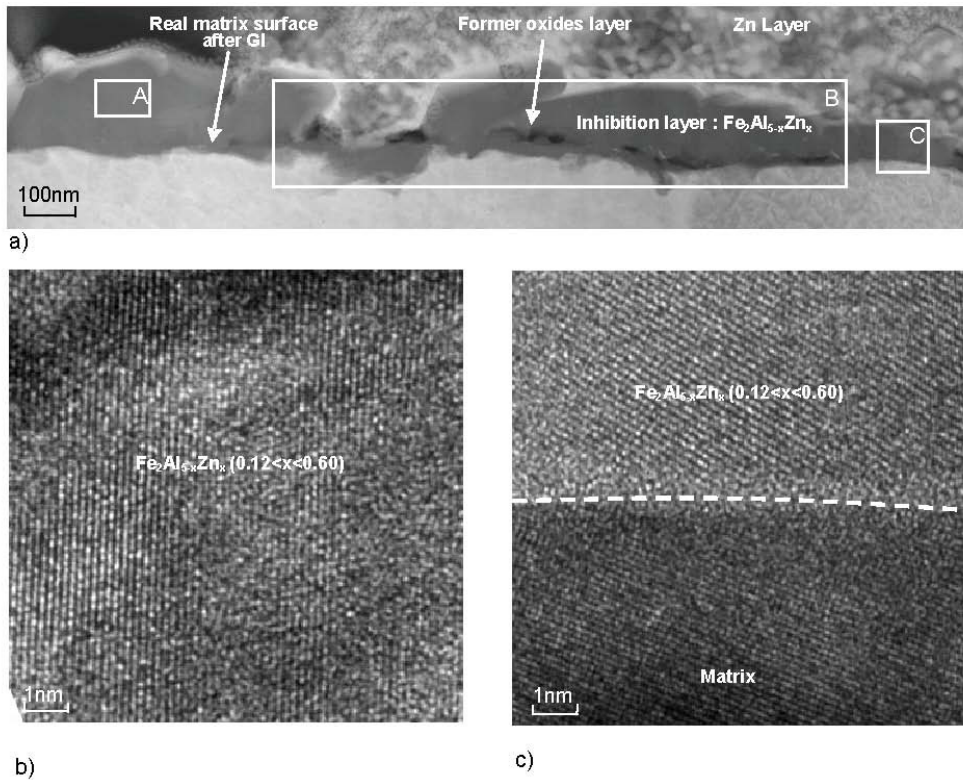 Real matrix surface
after GI
Former oxides layer
Zn Layer
A
B
Inhibition layer : Fe₂Al₅₋ₓZnₓ
C
100nm
a)
Fe₂Al₅₋ₓZnₓ (0.12<x<0.60)
1nm
b)
Fe₂Al₅₋ₓZnₓ (0.12<x<0.60)
Matrix
1nm
c)